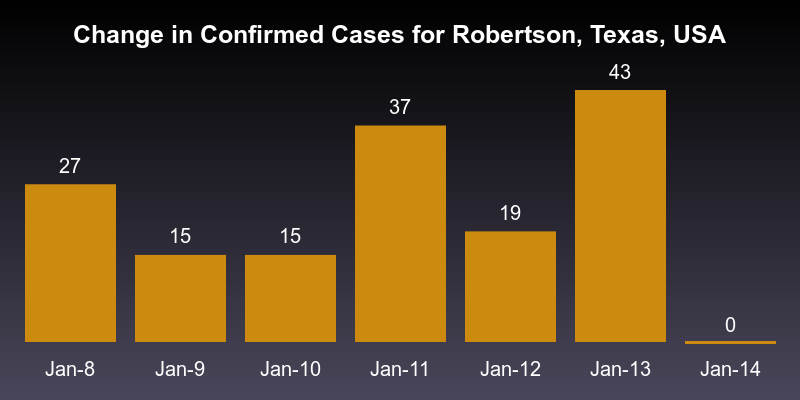 Change in Confirmed Cases for Robertson, Texas, USA
27
15
15
37
19
43
0
Jan-8
Jan-9
Jan-10
Jan-11
Jan-12
Jan-13
Jan-14